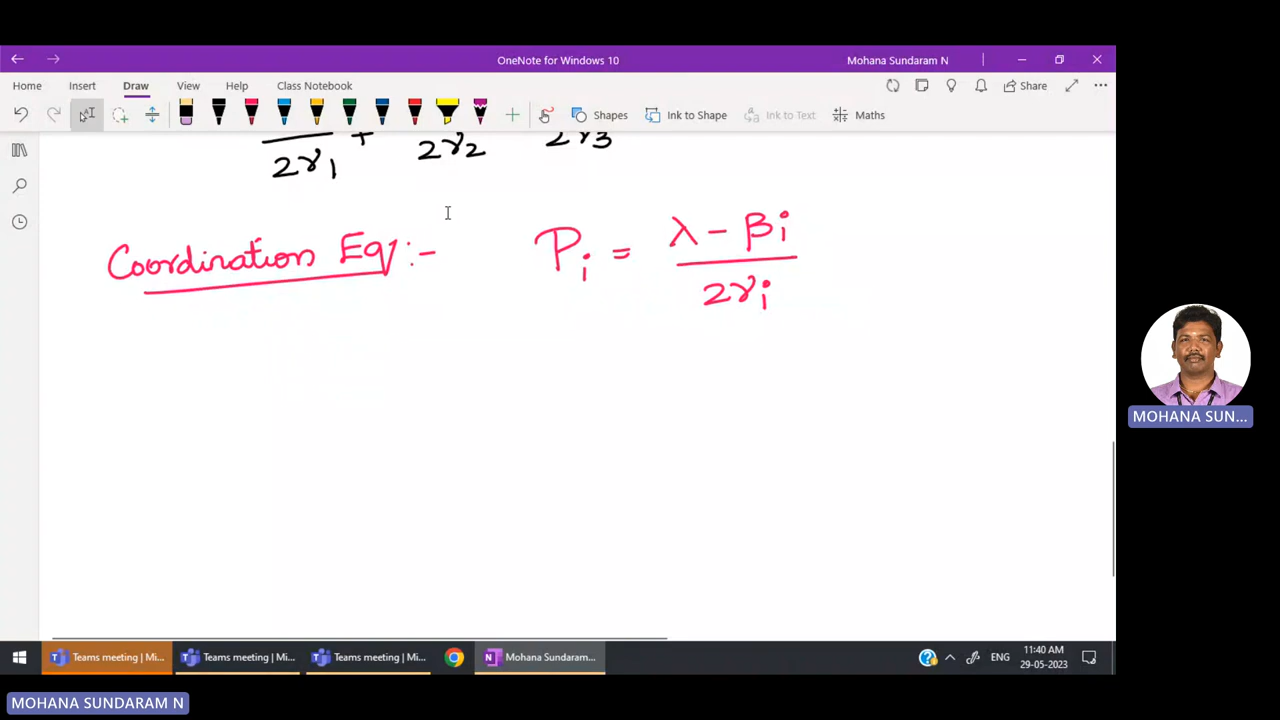 OneNote for Windows 10
Mohana Sundaram N
Home Insert Draw View Help Class Notebook Share
Shapes Ink to Shape Ink to Text Maths
2γ₁ + 2γ₂ 2γ₃
Coordination Eq:- Pᵢ = λ - βᵢ
2γᵢ
MOHANA SUN...
Teams meeting | Mi... Teams meeting | Mi... Teams meeting | Mi... Mohana Sundaram... ENG 11:40 AM
29-05-2023
MOHANA SUNDARAM N